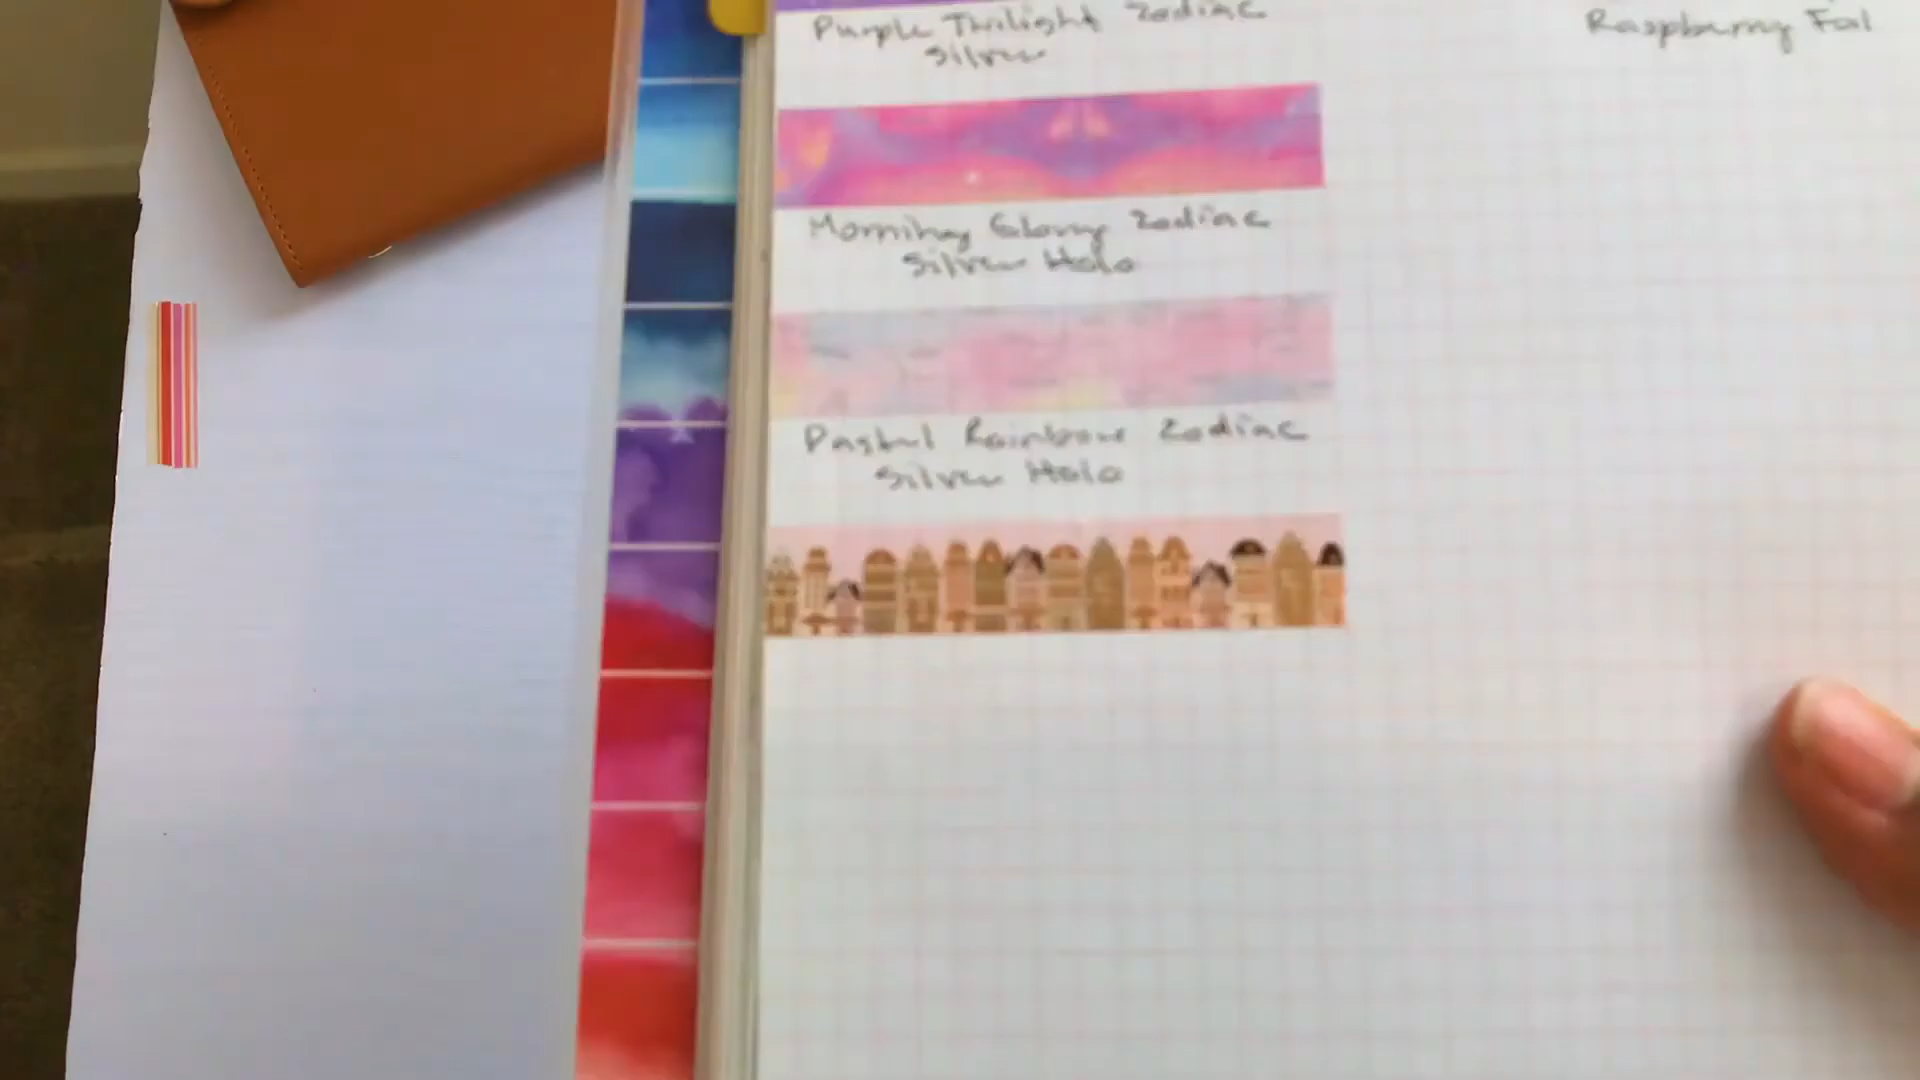 Purple Twilight Zodiac
Silver
Raspberry Foil
Morning Glory Zodiac
Silver Holo
Pastel Rainbow Zodiac
Silver Holo